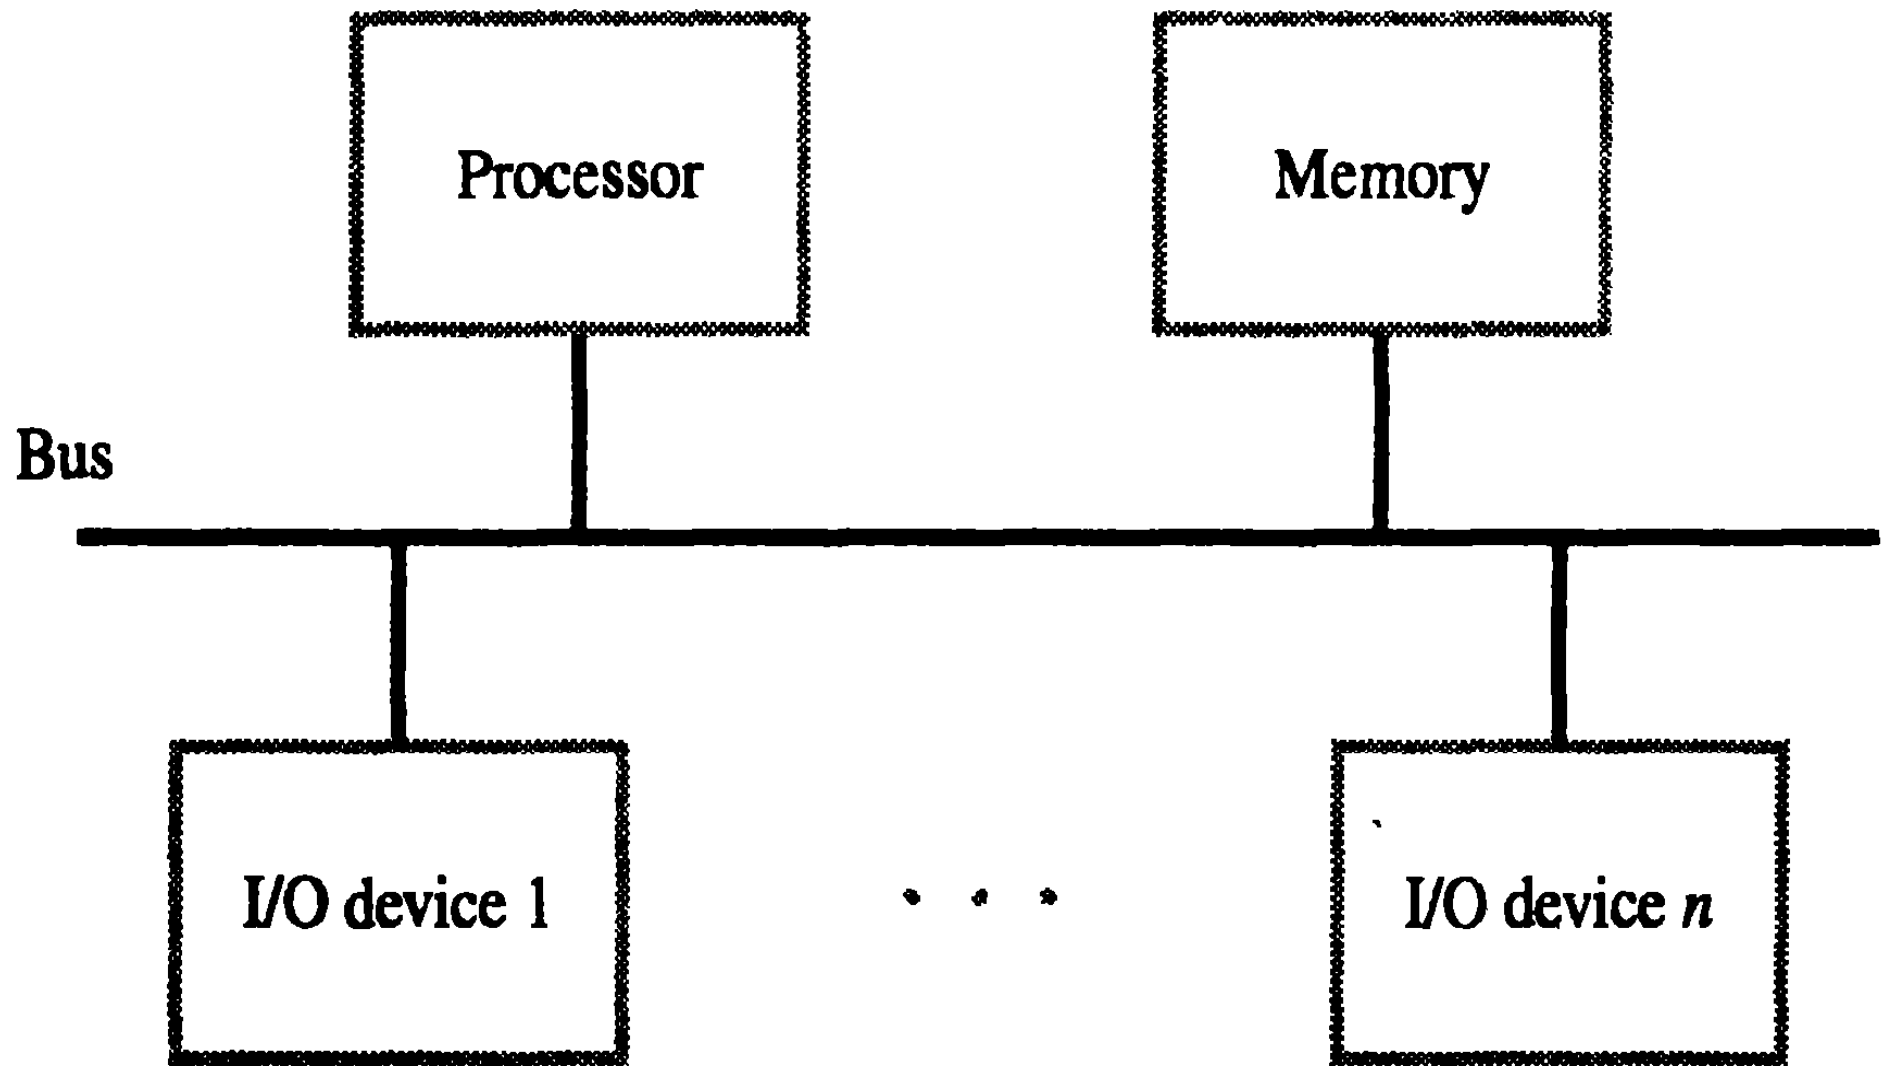 Processor
Memory
Bus
I/O device 1
. . .
I/O device n